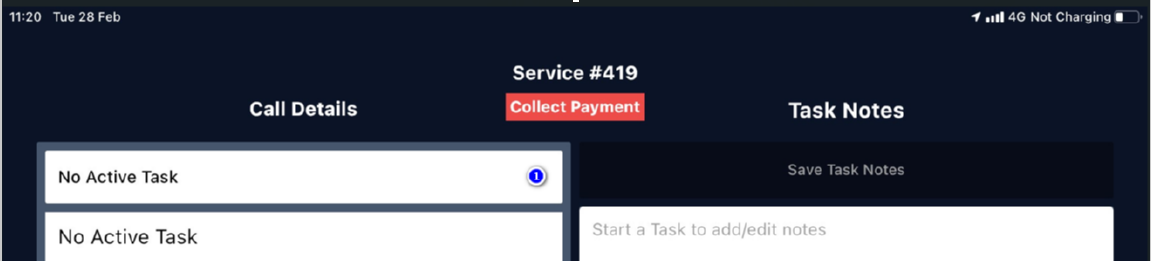 11:20 Tue 28 Feb
4G Not Charging
Service #419
Collect Payment
Call Details
Task Notes
No Active Task
1
Save Task Notes
No Active Task
Start a Task to add/edit notes